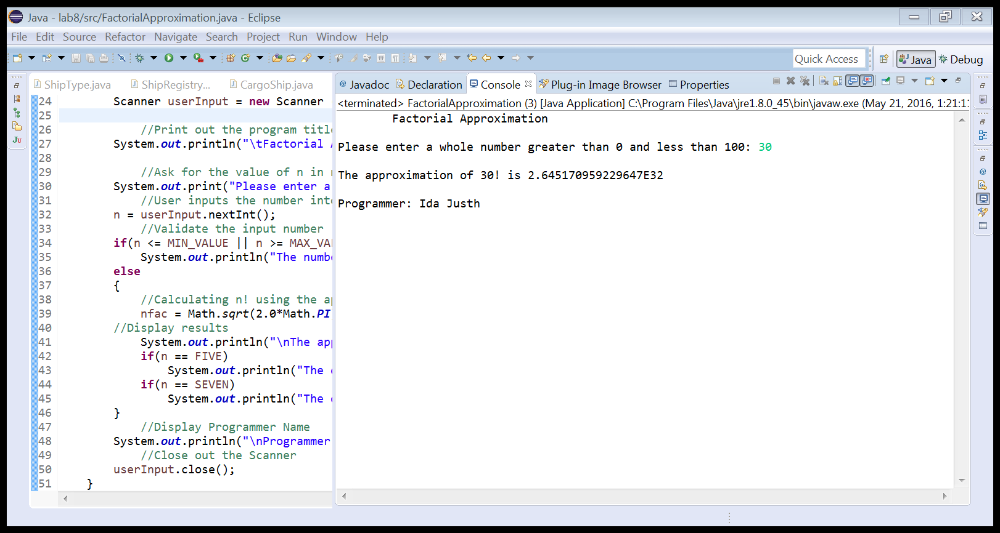 Java - lab8/src/FactorialApproximation.java - Eclipse
File Edit Source Refactor Navigate Search Project Run Window Help
Quick Access Java Debug
ShipType.java ShipRegistry... CargoShip.java
24 Scanner userInput = new Scanner
25
26 //Print out the program title
27 System.out.println("\tFactorial A
28
29 //Ask for the value of n in
30 System.out.print("Please enter a
31 //User inputs the number into
32 n = userInput.nextInt();
33 //Validate the input number
34 if(n <= MIN_VALUE || n >= MAX_VAL
35 System.out.println("The numbe
36 else
37 {
38 //Calculating n! using the ap
39 nfac = Math.sqrt(2.0*Math.PI
40 //Display results
41 System.out.println("\nThe app
42 if(n == FIVE)
43 System.out.println("The
44 if(n == SEVEN)
45 System.out.println("The
46 }
47 //Display Programmer Name
48 System.out.println("\nProgrammer
49 //Close out the Scanner
50 userInput.close();
51 }
@ Javadoc Declaration Console Plug-in Image Browser Properties
<terminated> FactorialApproximation (3) [Java Application] C:\Program Files\Java\jre1.8.0_45\bin\javaw.exe (May 21, 2016, 1:21:11
Factorial Approximation
Please enter a whole number greater than 0 and less than 100: 30
The approximation of 30! is 2.645170959229647E32
Programmer: Ida Justh